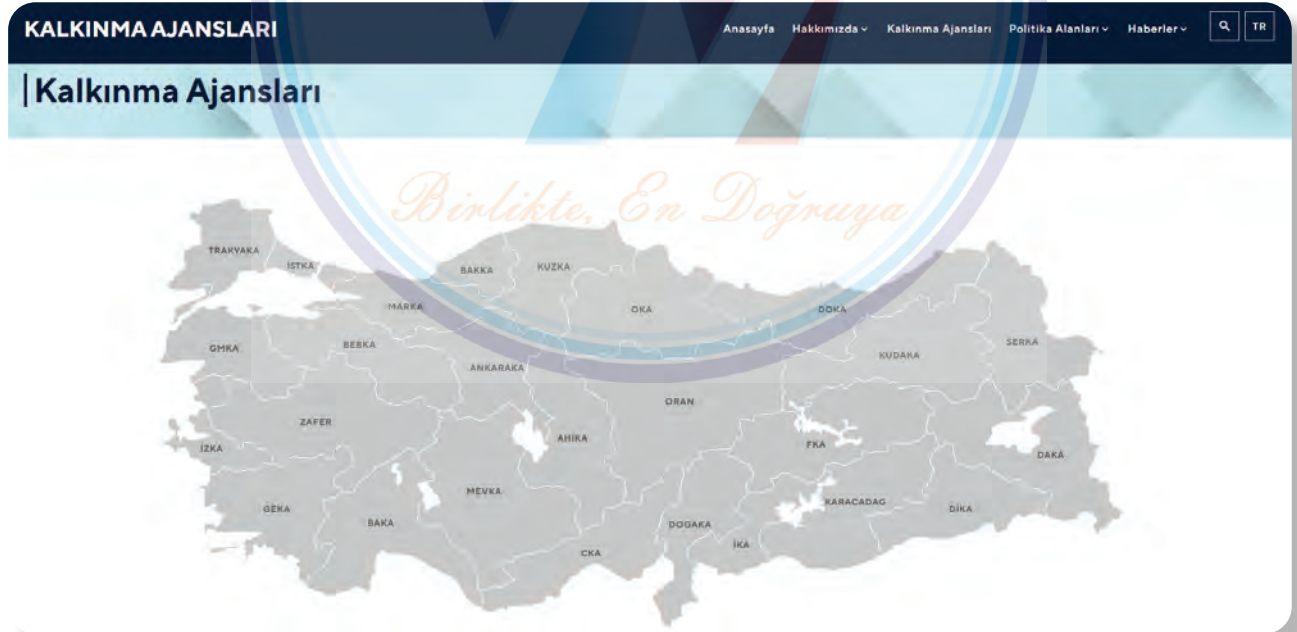 KALKINMA AJANSLARI
Anasayfa Hakkımızda Kalkınma Ajansları Politika Alanları Haberler TR
Kalkınma Ajansları
Birlikte, En Doğruya
TRAKYAKA
İSTKA
BAKKA
KUZKA
MARKA
OKA
DOKA
GMKA
BEBKA
ANKARAKA
KUDAKA
SERKA
ORAN
ZAFER
AHİKA
FKA
İZKA
DAKA
MEVKA
KARACADAG
GEKA
BAKA
DOGAKA
DİKA
İKA
CKA